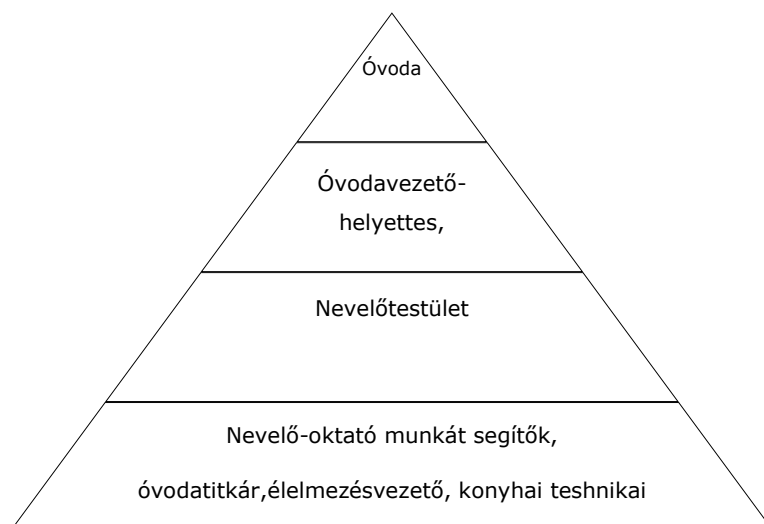 Óvoda
Óvodavezető-
helyettes,
Nevelőtestület
Nevelő-oktató munkát segítők,
óvodatitkár,élelmezésvezető, konyhai teshnikai